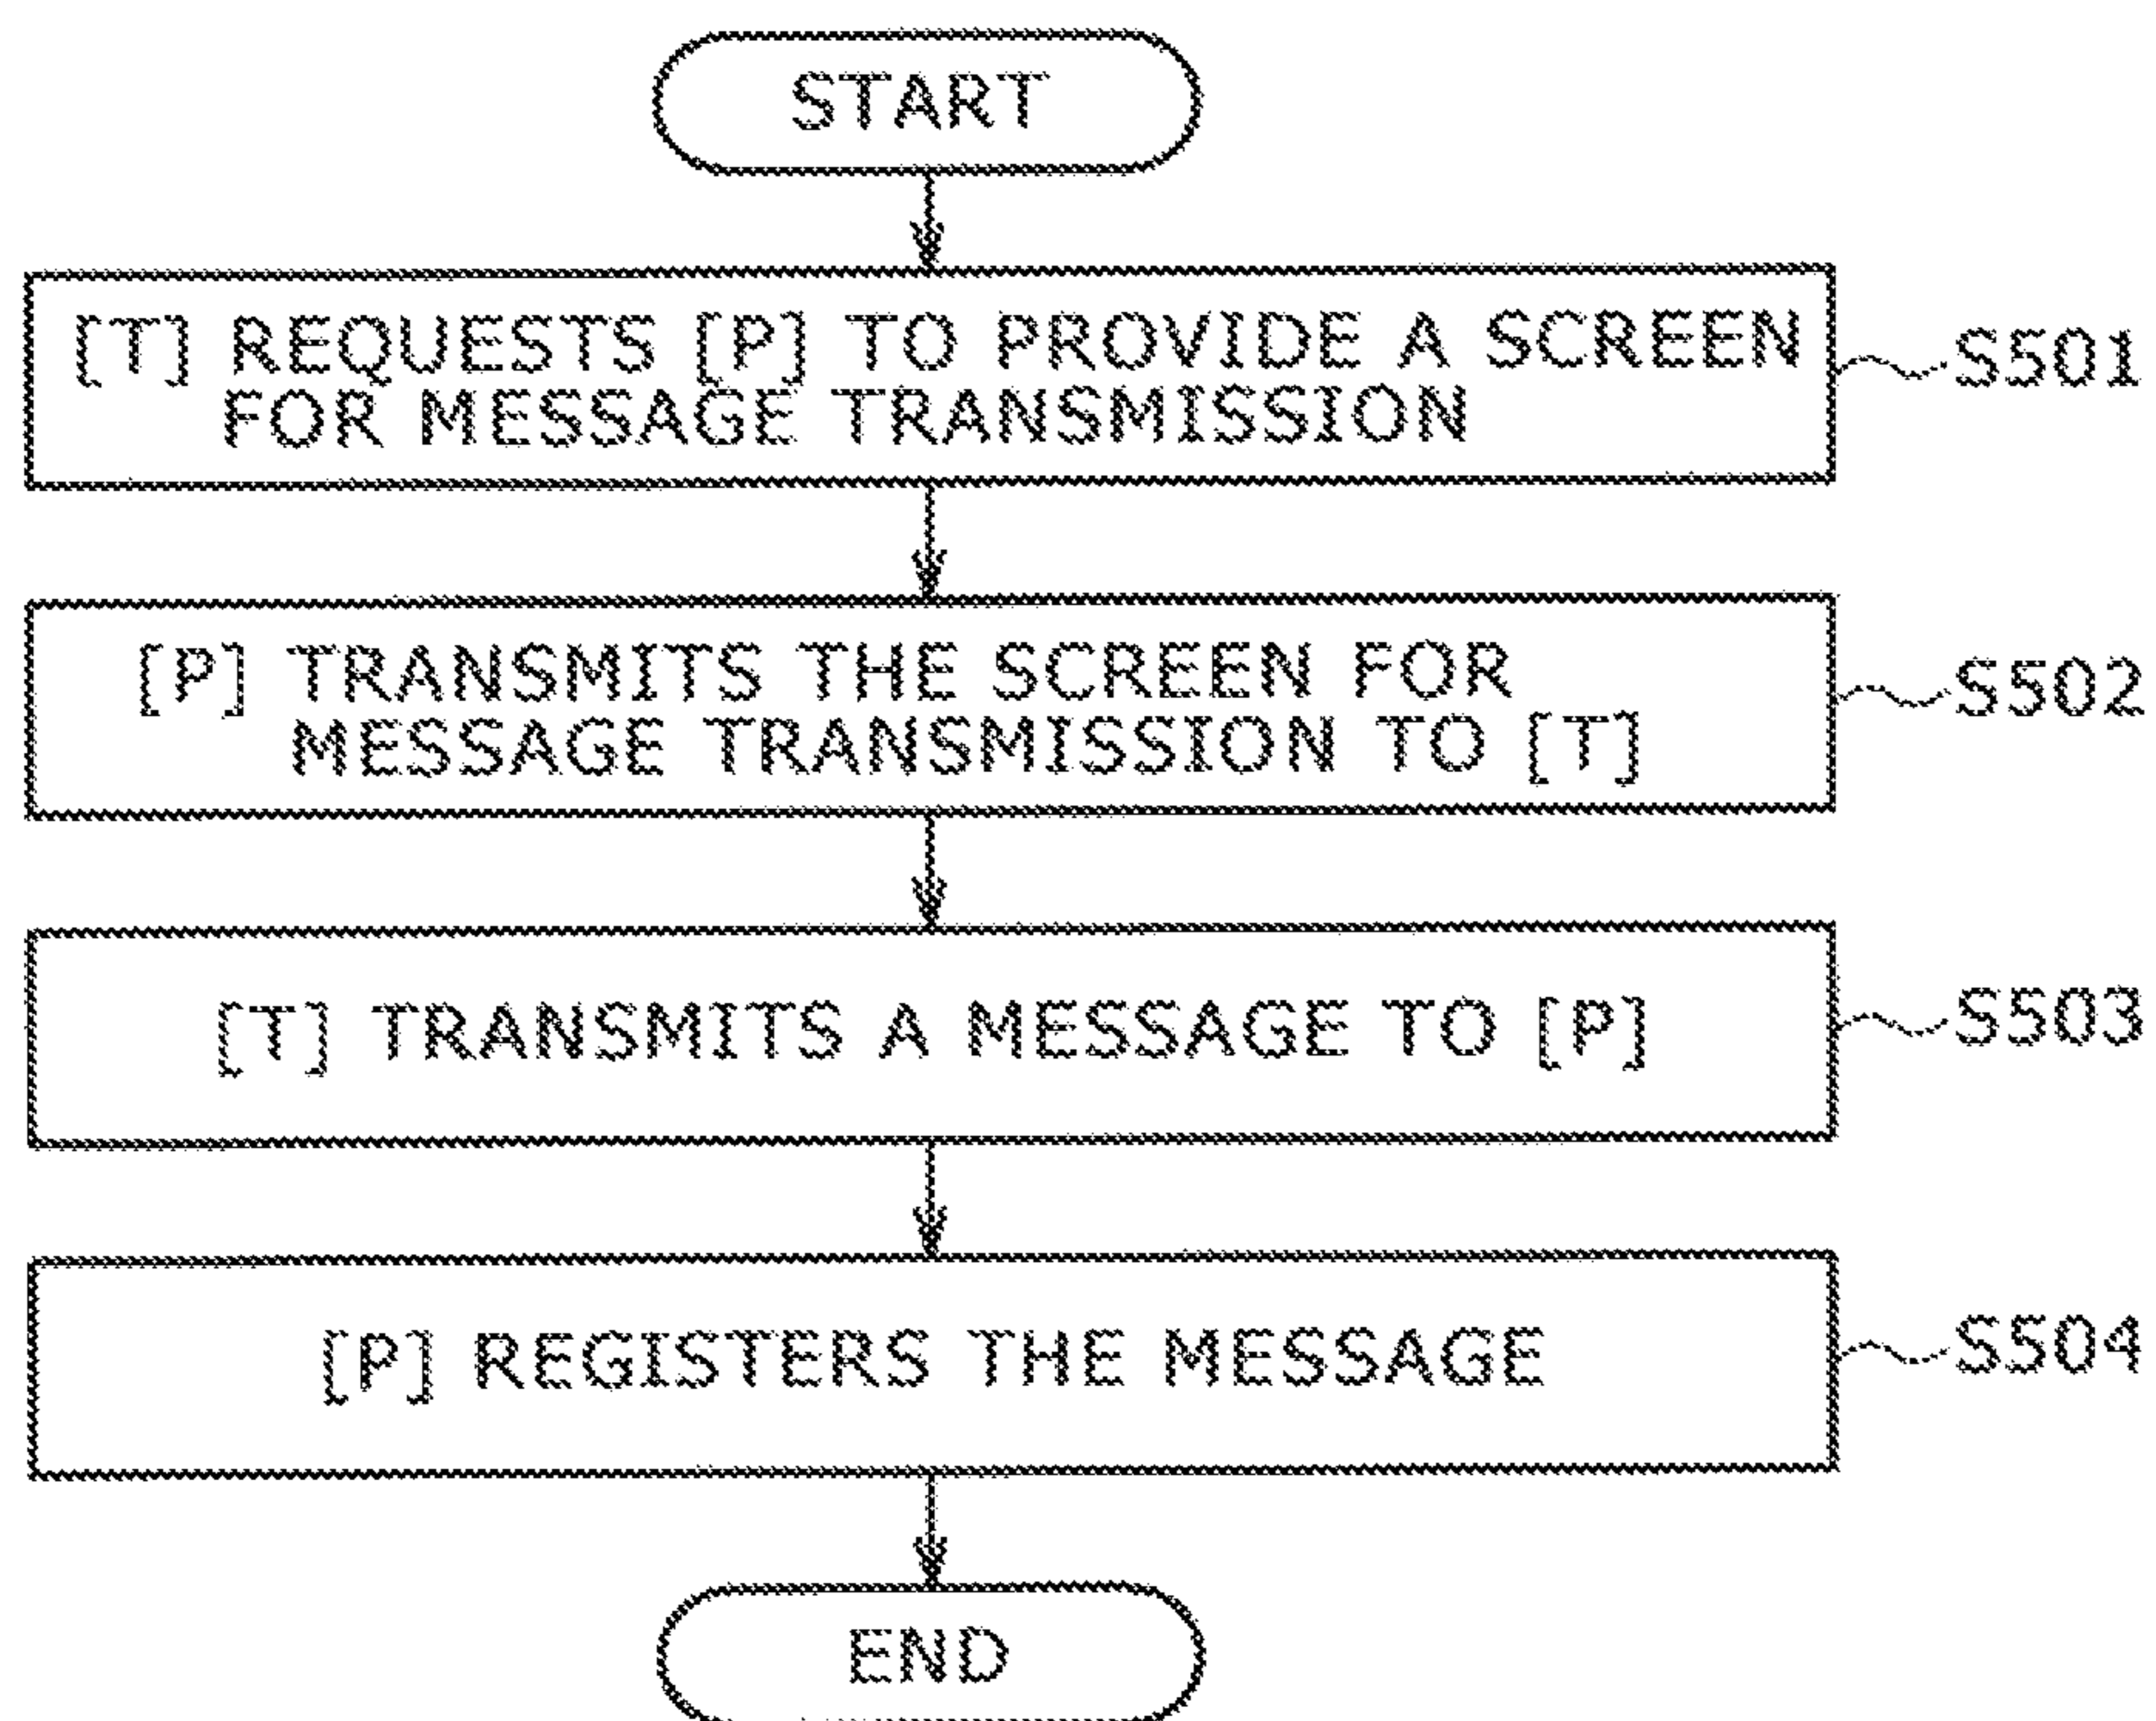 START
[T] REQUESTS [P] TO PROVIDE A SCREEN
FOR MESSAGE TRANSMISSION
S501
[P] TRANSMITS THE SCREEN FOR
MESSAGE TRANSMISSION TO [T]
S502
[T] TRANSMITS A MESSAGE TO [P]
S503
[P] REGISTERS THE MESSAGE
S504
END